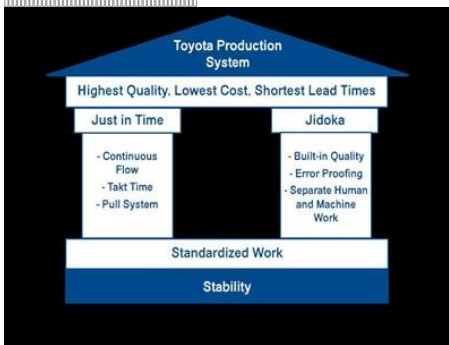 Toyota Production
System
Highest Quality, Lowest Cost, Shortest Lead Times
Just in Time
- Continuous
Flow
- Takt Time
- Pull System
Jidoka
- Built-in Quality
- Error Proofing
- Separate Human
and Machine
Work
Standardized Work
Stability